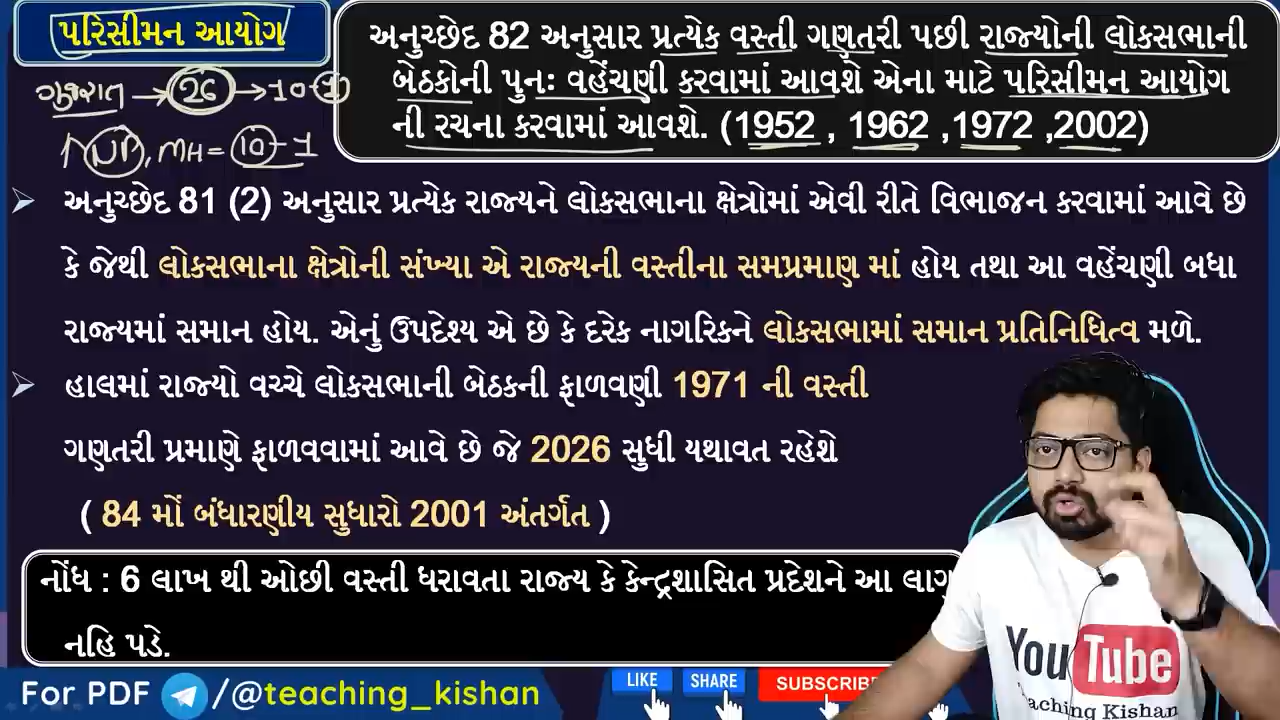 પરિસીમન આયોગ
અનુચ્છેદ 82 અનુસાર પ્રત્યેક વસ્તી ગણતરી પછી રાજ્યોની લોકસભાની
બેઠકોની પુનઃ વહેંચણી કરવામાં આવશે એના માટે પરિસીમન આયોગ
ની રચના કરવામાં આવશે. (1952 , 1962 ,1972 ,2002)
ગુજરાત → 26 → 10-1
MH = 10-1
➢ અનુચ્છેદ 81 (2) અનુસાર પ્રત્યેક રાજ્યને લોકસભાના ક્ષેત્રોમાં એવી રીતે વિભાજન કરવામાં આવે છે
કે જેથી લોકસભાના ક્ષેત્રોની સંખ્યા એ રાજ્યની વસ્તીના સમપ્રમાણ માં હોય તથા આ વહેંચણી બધા
રાજ્યમાં સમાન હોય. એનું ઉપદેશ્ય એ છે કે દરેક નાગરિકને લોકસભામાં સમાન પ્રતિનિધિત્વ મળે.
➢ હાલમાં રાજ્યો વચ્ચે લોકસભાની બેઠકની ફાળવણી 1971 ની વસ્તી
ગણતરી પ્રમાણે ફાળવવામાં આવે છે જે 2026 સુધી યથાવત રહેશે
( 84 મોં બંધારણીય સુધારો 2001 અંતર્ગત )
નોંધ : 6 લાખ થી ઓછી વસ્તી ધરાવતા રાજ્ય કે કેન્દ્રશાસિત પ્રદેશને આ લાગુ
નહિ પડે.
You Tube
Teaching Kishan
For PDF /@teaching_kishan
LIKE SHARE SUBSCRIBE